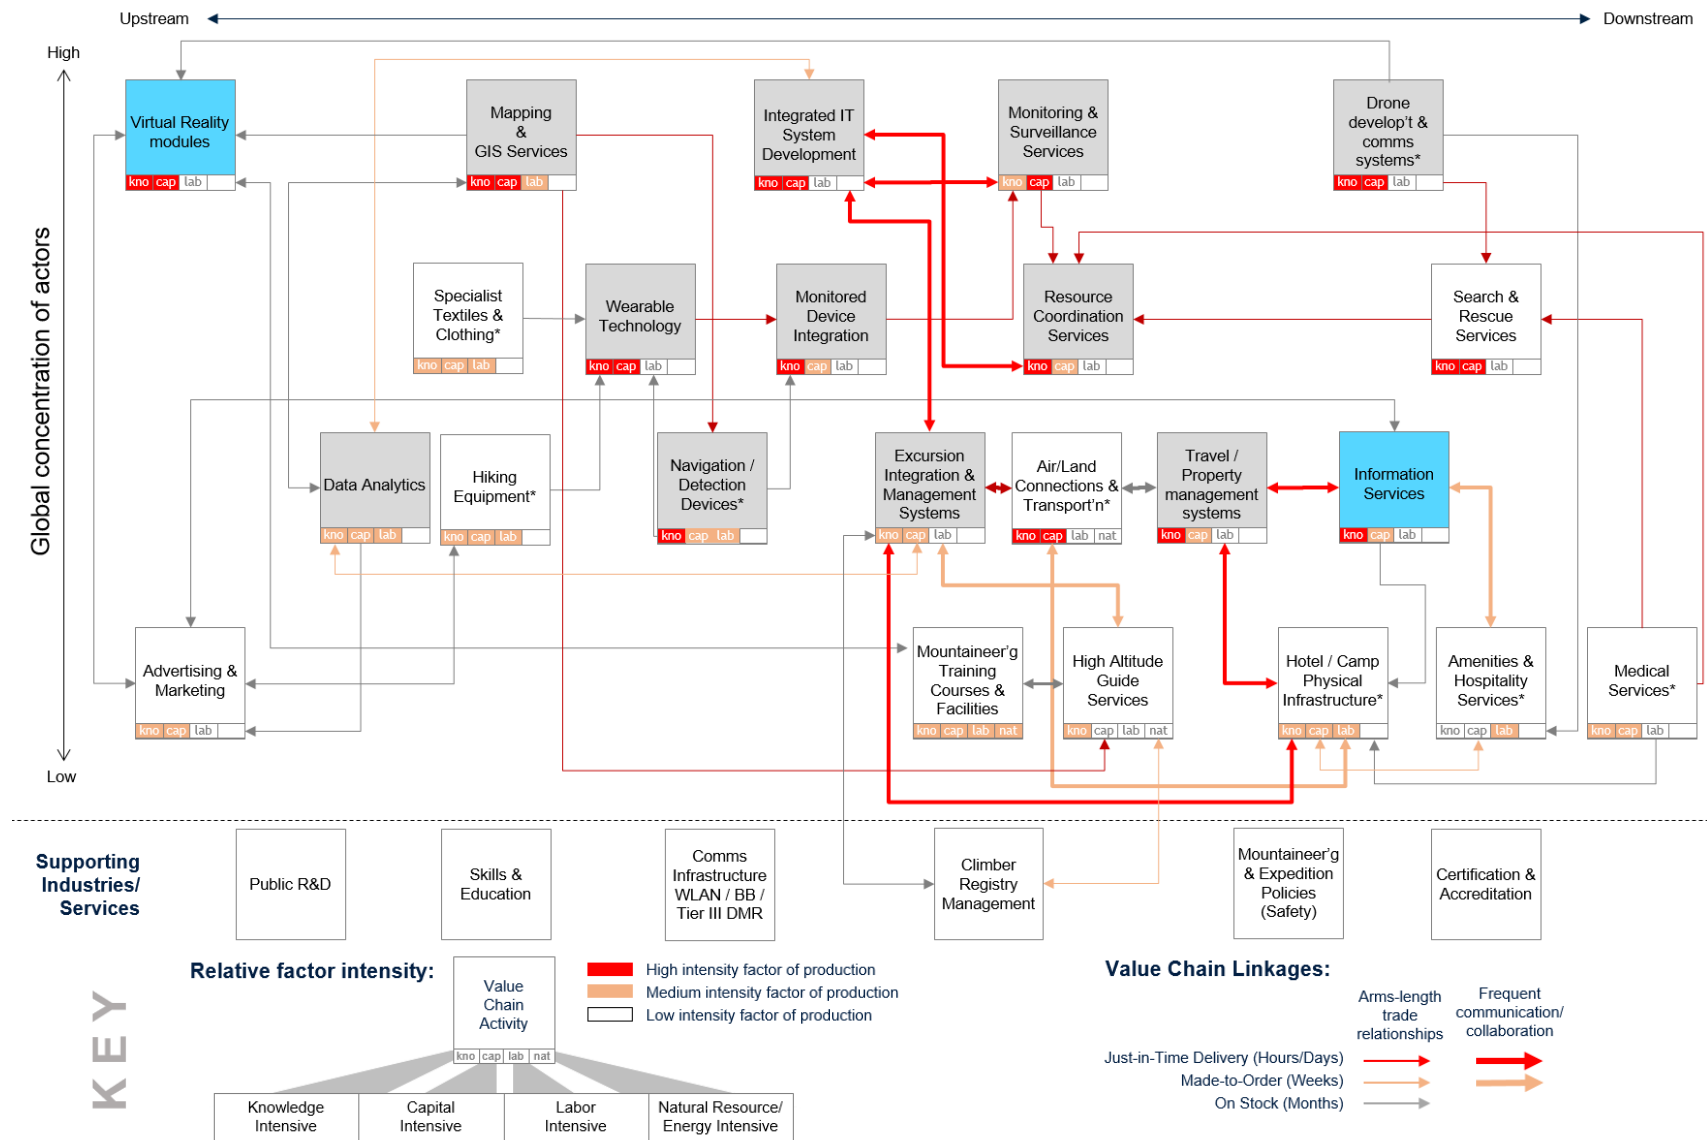 Upstream
Downstream
High
Global concentration of actors
Low
Virtual Reality
modules
kno cap lab
Mapping
&
GIS Services
kno cap lab
Integrated IT
System
Development
kno cap lab
Monitoring &
Surveillance
Services
kno cap lab
Drone
develop't &
comms
systems*
kno cap lab
Specialist
Textiles &
Clothing*
kno cap lab
Wearable
Technology
kno cap lab
Monitored
Device
Integration
kno cap lab
Resource
Coordination
Services
kno cap lab
Search &
Rescue
Services
kno cap lab
Data Analytics
kno cap lab
Hiking
Equipment*
kno cap lab
Navigation /
Detection
Devices*
kno cap lab
Excursion
Integration &
Management
Systems
kno cap lab
Air/Land
Connections &
Transport'n*
kno cap lab nat
Travel /
Property
management
systems
kno cap lab
Information
Services
kno cap lab
Advertising &
Marketing
kno cap lab
Mountaineer'g
Training
Courses &
Facilities
kno cap lab nat
High Altitude
Guide
Services
kno cap lab nat
Hotel / Camp
Physical
Infrastructure*
kno cap lab
Amenities &
Hospitality
Services*
kno cap lab
Medical
Services*
kno cap lab
Supporting
Industries/
Services
Public R&D
Skills &
Education
Comms
Infrastructure
WLAN / BB /
Tier III DMR
Climber
Registry
Management
Mountaineer'g
& Expedition
Policies
(Safety)
Certification &
Accreditation
KEY
Relative factor intensity:
Value
Chain
Activity
kno cap lab nat
Knowledge
Intensive
Capital
Intensive
Labor
Intensive
Natural Resource/
Energy Intensive
High intensity factor of production
Medium intensity factor of production
Low intensity factor of production
Value Chain Linkages:
Arms-length
trade
relationships
Frequent
communication/
collaboration
Just-in-Time Delivery (Hours/Days)
Made-to-Order (Weeks)
On Stock (Months)